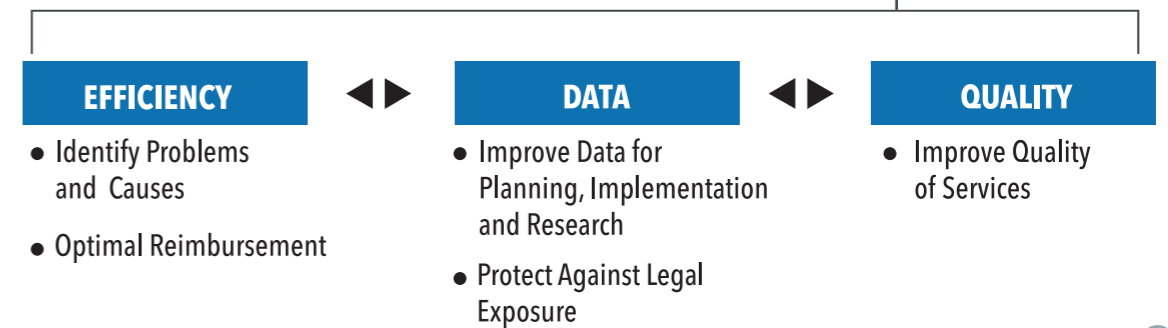 EFFICIENCY
● Identify Problems
and Causes
● Optimal Reimbursement
DATA
● Improve Data for
Planning, Implementation
and Research
● Protect Against Legal
Exposure
QUALITY
● Improve Quality
of Services